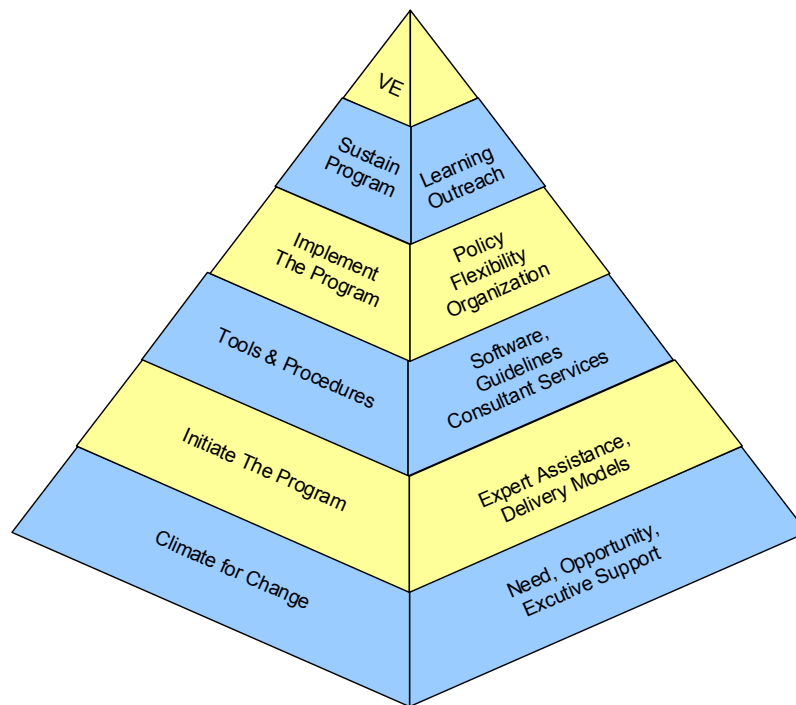 VE
Sustain
Program
Learning
Outreach
Implement
The Program
Policy
Flexibility
Organization
Tools & Procedures
Software,
Guidelines
Consultant Services
Initiate The Program
Expert Assistance,
Delivery Models
Climate for Change
Need, Opportunity,
Excutive Support